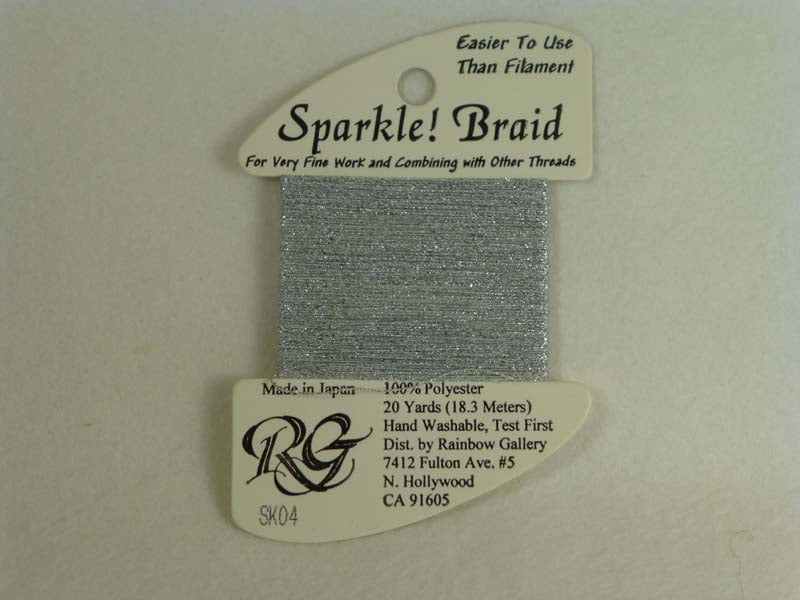 Easier To Use
Than Filament
Sparkle! Braid
For Very Fine Work and Combining with Other Threads
Made in Japan
100% Polyester
20 Yards (18.3 Meters)
Hand Washable, Test First
Dist. by Rainbow Gallery
7412 Fulton Ave. #5
N. Hollywood
CA 91605
RG
SK04